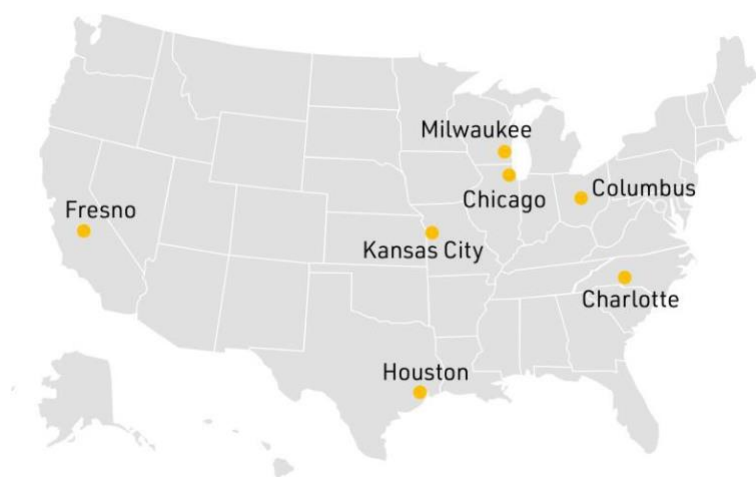 Milwaukee
Chicago
Columbus
Fresno
Kansas City
Charlotte
Houston